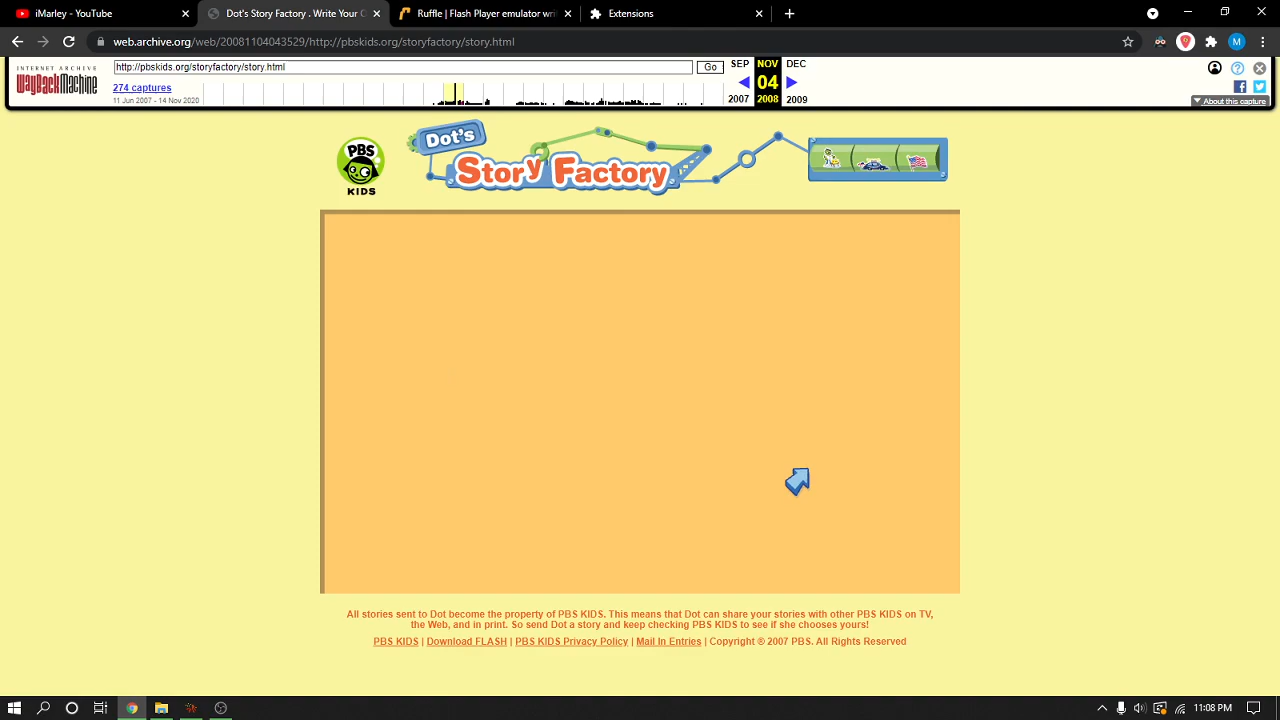 iMarley - YouTube
Dot's Story Factory . Write Your O
Ruffle | Flash Player emulator wri
Extensions
web.archive.org/web/20081104043529/http://pbskids.org/storyfactory/story.html
M
INTERNET ARCHIVE
WayBackMachine
http://pbskids.org/storyfactory/story.html
Go
SEP
NOV
DEC
274 captures
04
11 Jun 2007 - 14 Nov 2020
2007
2008
2009
About this capture
PBS
KIDS
Dot's
Story Factory
All stories sent to Dot become the property of PBS KIDS. This means that Dot can share your stories with other PBS KIDS on TV,
the Web, and in print. So send Dot a story and keep checking PBS KIDS to see if she chooses yours!
PBS KIDS | Download FLASH | PBS KIDS Privacy Policy | Mail In Entries | Copyright ® 2007 PBS. All Rights Reserved
11:08 PM